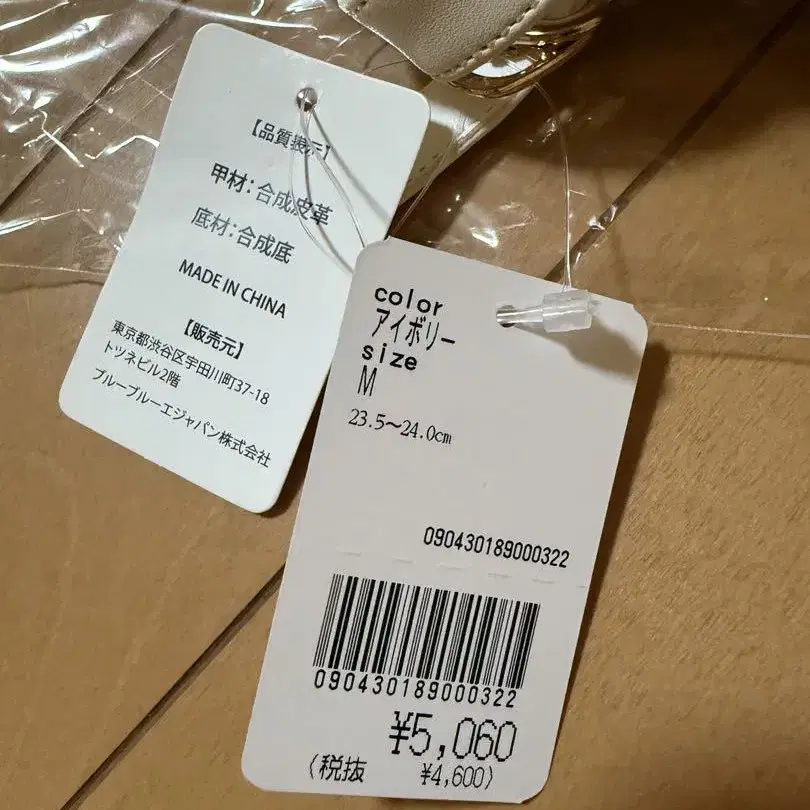 【品質表示】
甲材：合成皮革
底材：合成底
MADE IN CHINA
【販売元】
東京都渋谷区宇田川町37-18
トツネビル2階
ブルーブルーエジャパン株式会社
color
アイボリー
size
M
23.5～24.0cm
090430189000322
090430189000322
¥5,060
(税抜 ¥4,600)